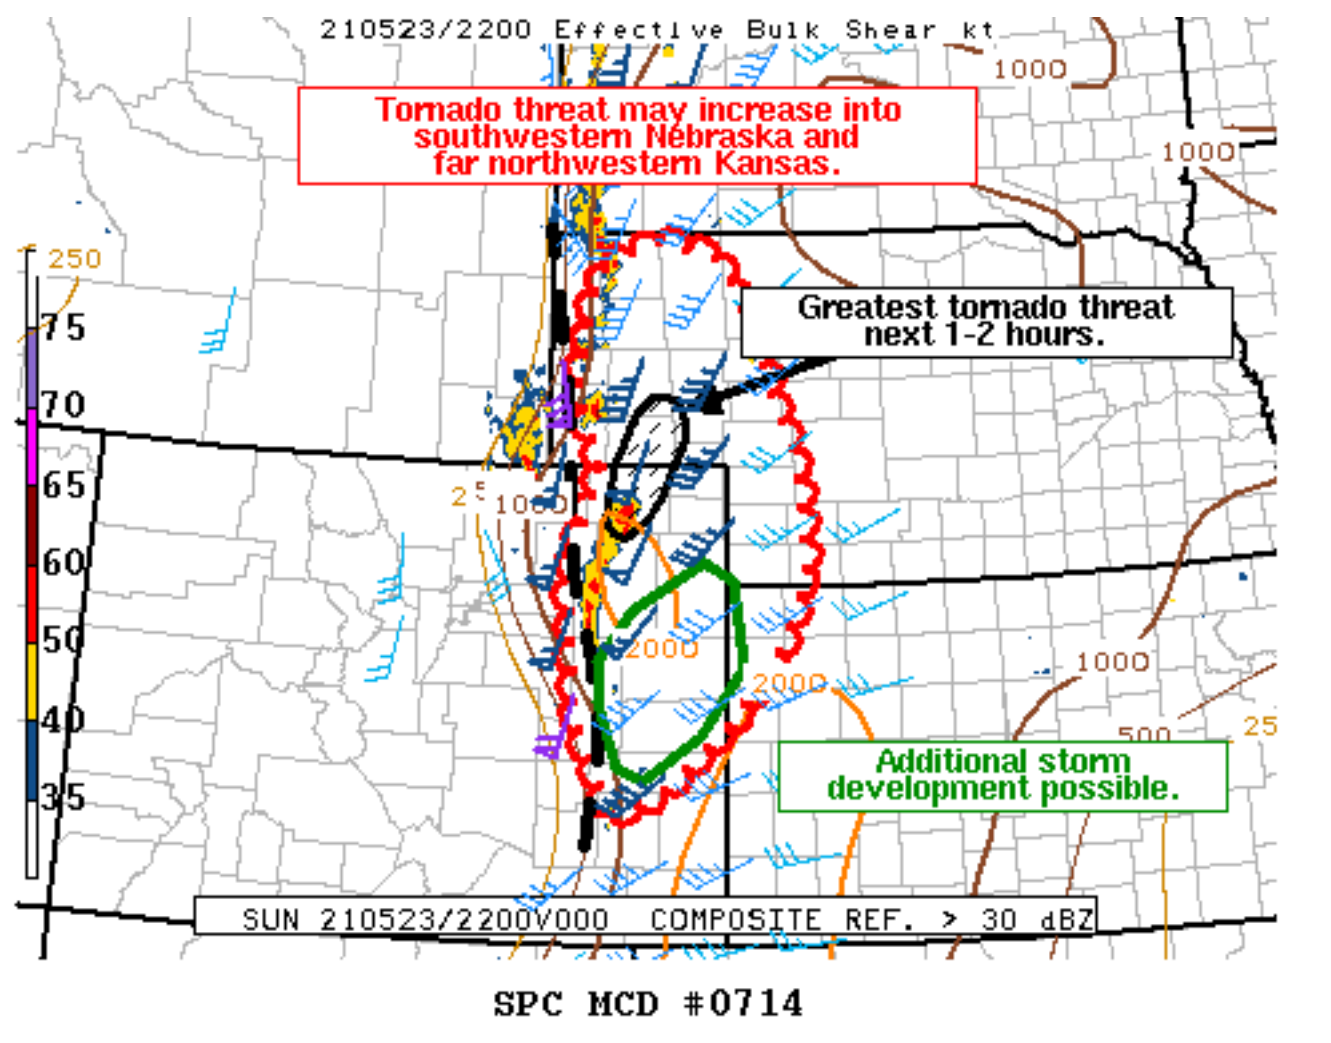 210523/2200 Effective Bulk Shear kt
1000
Tornado threat may increase into
southwestern Nebraska and
far northwestern Kansas.
1000
250
75
Greatest tornado threat
next 1-2 hours.
70
65
1000
60
50
2000
1000
2000
40
500
25
35
Additional storm
development possible.
SUN 210523/2200V000 COMPOSITE REF. > 30 dBZ
SPC MCD #0714